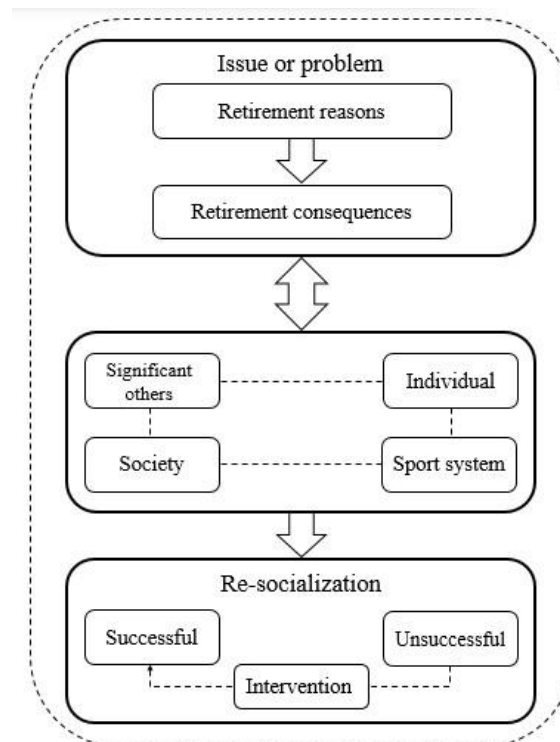 Issue or problem
Retirement reasons
Retirement consequences
Significant
others
Individual
Society
Sport system
Re-socialization
Successful
Unsuccessful
Intervention